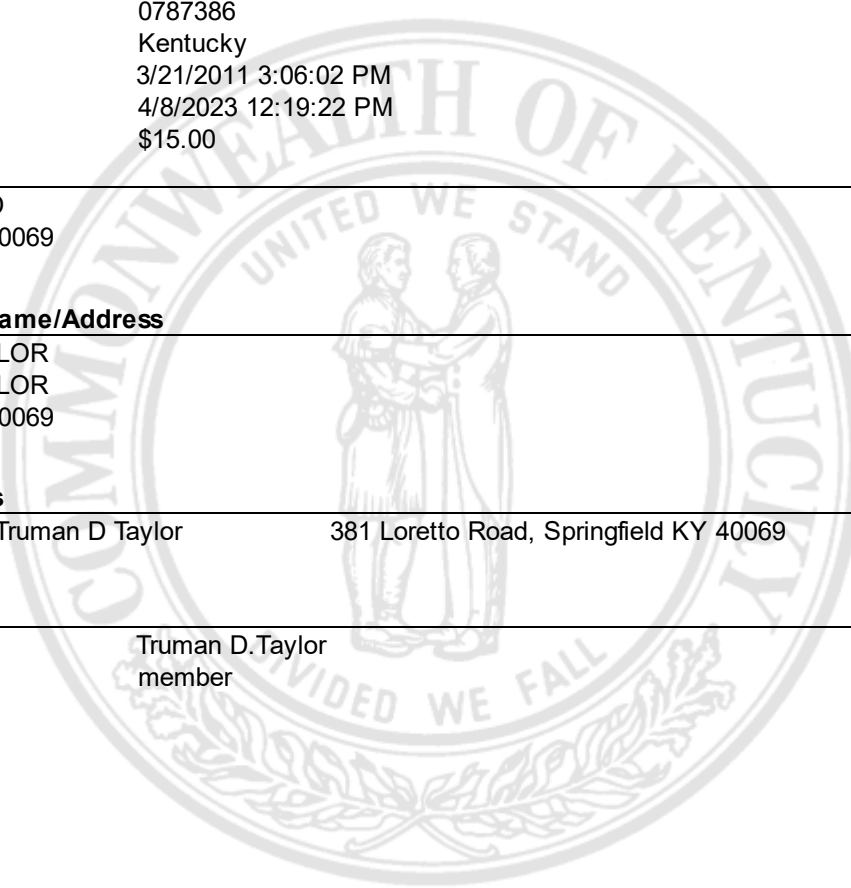 0787386
Kentucky
3/21/2011 3:06:02 PM
4/8/2023 12:19:22 PM
$15.00
0069
ame/Address
LOR
LOR
0069
s
Truman D Taylor 381 Loretto Road, Springfield KY 40069
Truman D.Taylor
member
COMMONWEALTH OF KENTUCKY
UNITED WE STAND
DIVIDED WE FALL